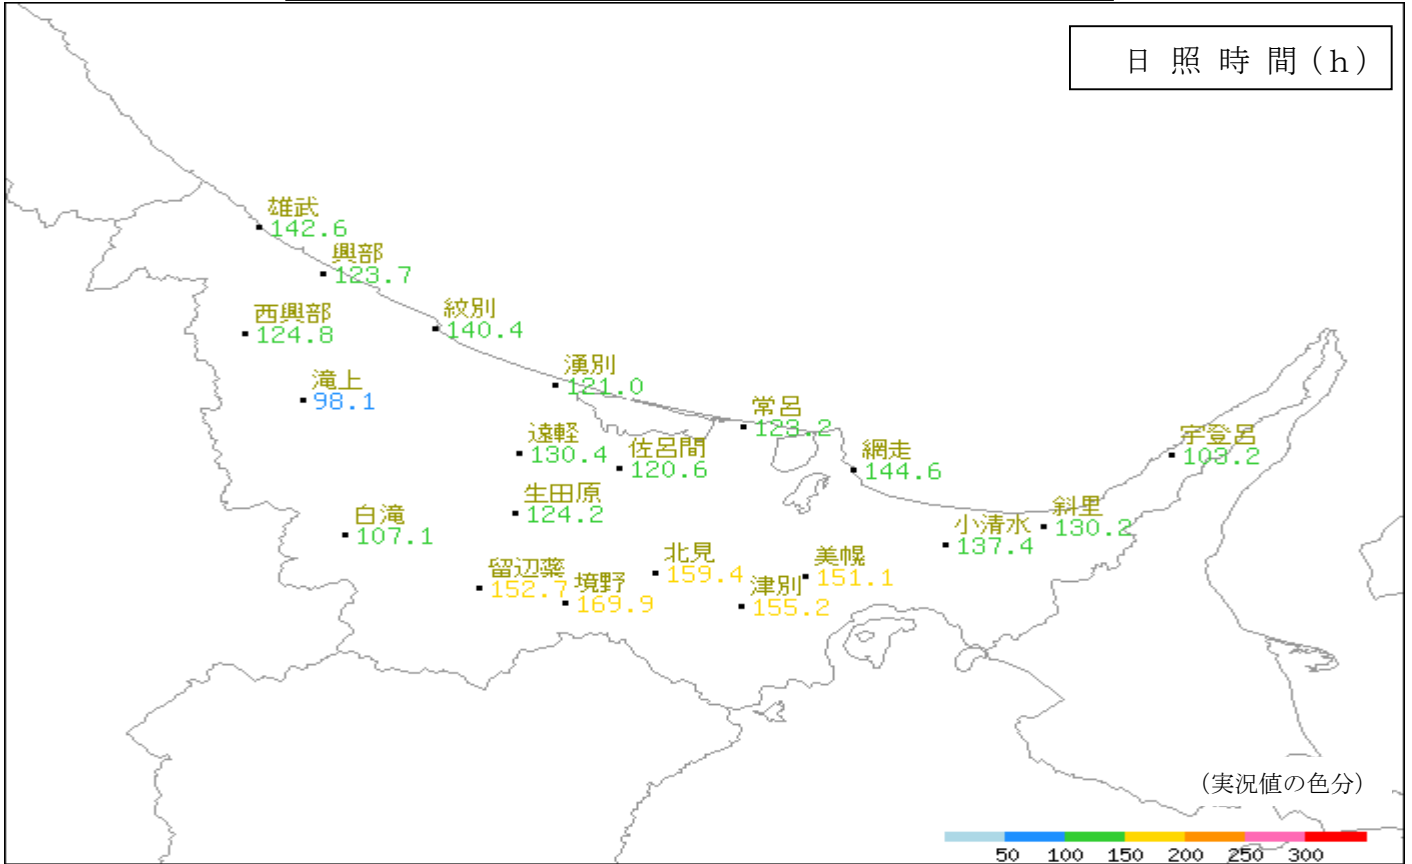 日照時間(h)
雄武
142.6
興部
123.7
西興部
124.8
紋別
140.4
滝上
98.1
湧別
121.0
常呂
123.2
遠軽
130.4
佐呂間
120.6
網走
144.6
宇登呂
103.2
生田原
124.2
白滝
107.1
斜里
130.2
小清水
137.4
北見
159.4
美幌
151.1
留辺蘂
152.7
境野
169.9
津別
155.2
(実況値の色分)
50 100 150 200 250 300